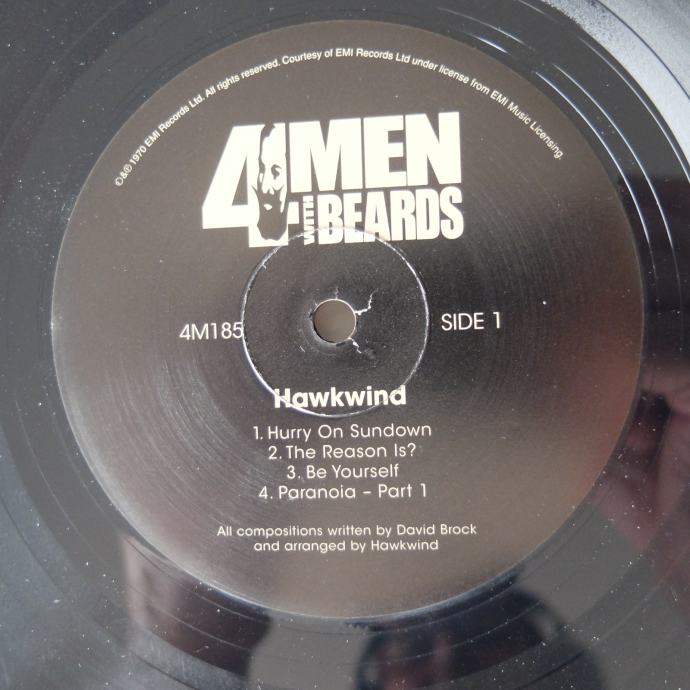 ©&℗ 1970 EMI Records Ltd. All rights reserved. Courtesy of EMI Records Ltd under license from EMI Music Licensing.
4 MEN
WITH BEARDS
4M185
SIDE 1
Hawkwind
1. Hurry On Sundown
2. The Reason Is?
3. Be Yourself
4. Paranoia – Part 1
All compositions written by David Brock
and arranged by Hawkwind